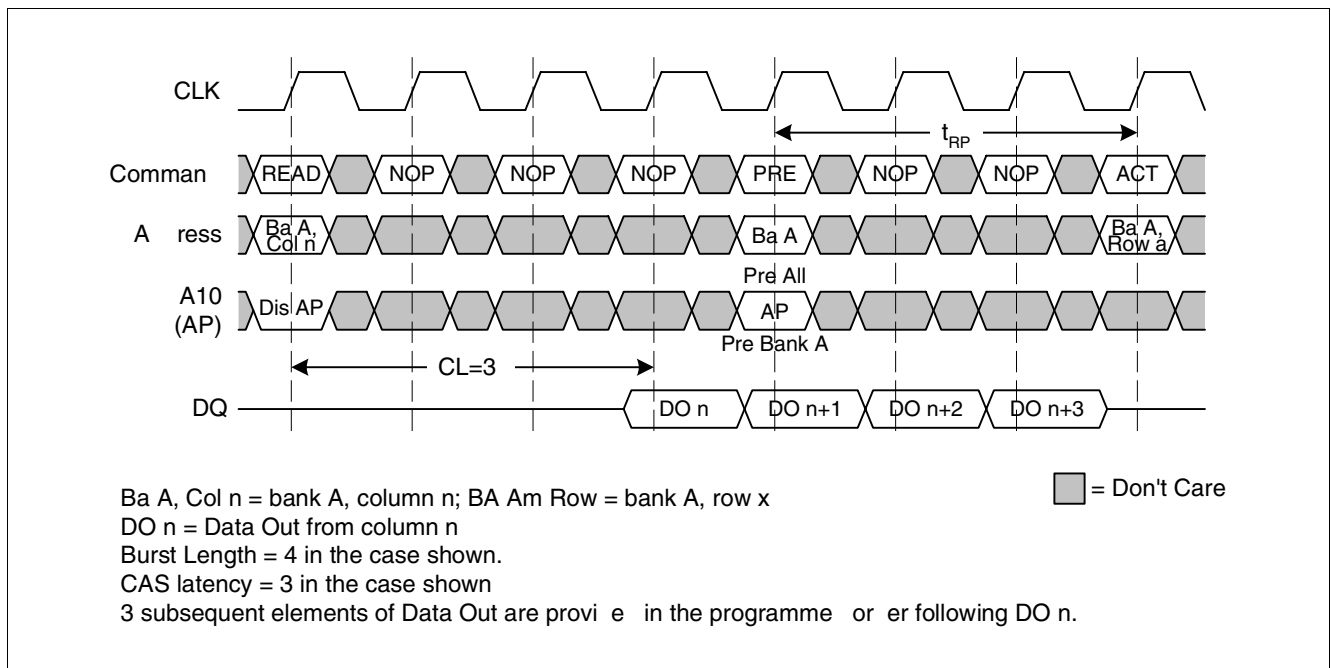 CLK
t RP
Comman READ NOP NOP NOP PRE NOP NOP ACT
A ress Ba A, Col n Ba A Ba A, Row a
Pre All
A10 (AP) Dis AP AP
Pre Bank A
CL=3
DQ DO n DO n+1 DO n+2 DO n+3
Ba A, Col n = bank A, column n; BA Am Row = bank A, row x
= Don't Care
DO n = Data Out from column n
Burst Length = 4 in the case shown.
CAS latency = 3 in the case shown
3 subsequent elements of Data Out are provi e in the programme or er following DO n.